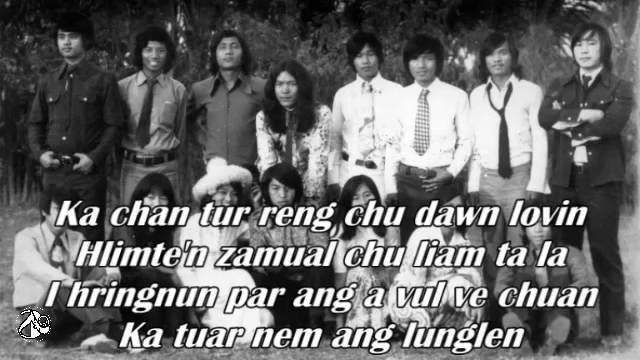 Ka chan tur reng chu dawn lovin
Hlimte'n zamual chu liam ta la
I hringnun par ang a vul ve chuan
Ka tuar nem ang lunglen